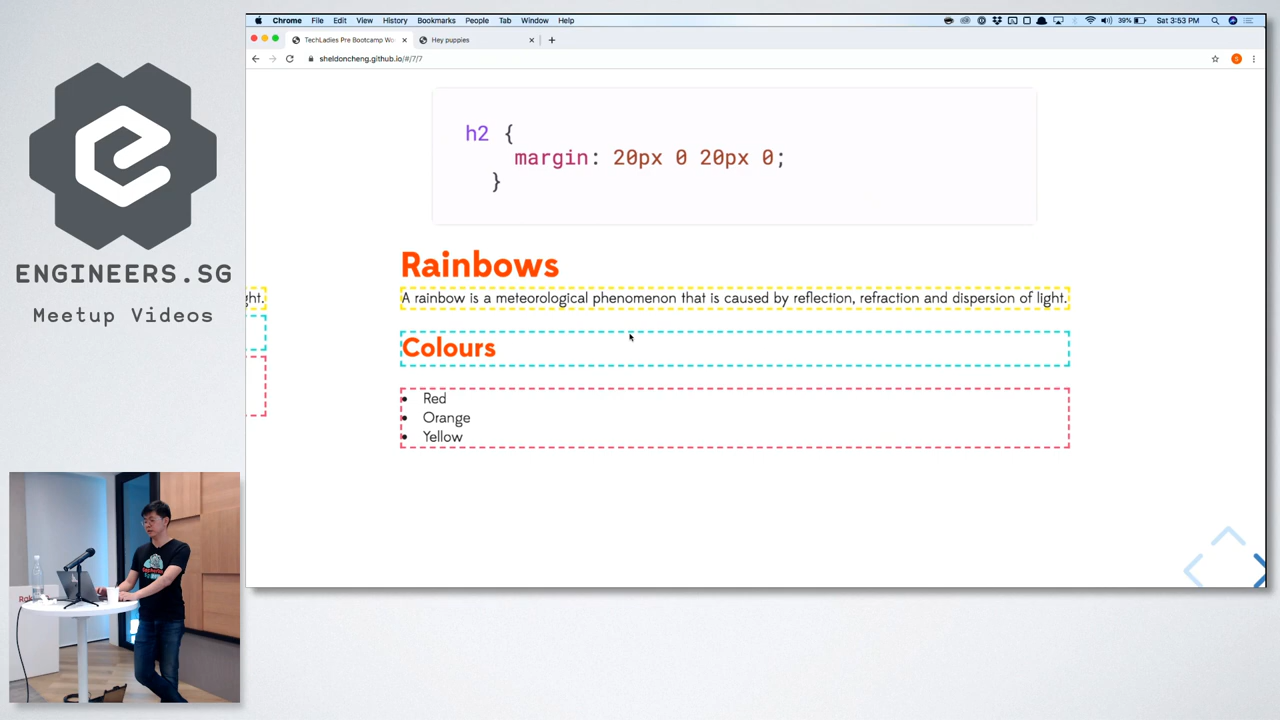 Chrome File Edit View History Bookmarks People Tab Window Help
39% Sat 3:53 PM
TechLadies Pre Bootcamp Wo
Hey puppies
sheldoncheng.github.io/#/7/7
S
h2 {
margin: 20px 0 20px 0;
}
Rainbows
ght.
A rainbow is a meteorological phenomenon that is caused by reflection, refraction and dispersion of light.
Colours
Red
Orange
Yellow
ENGINEERS.SG
Meetup Videos